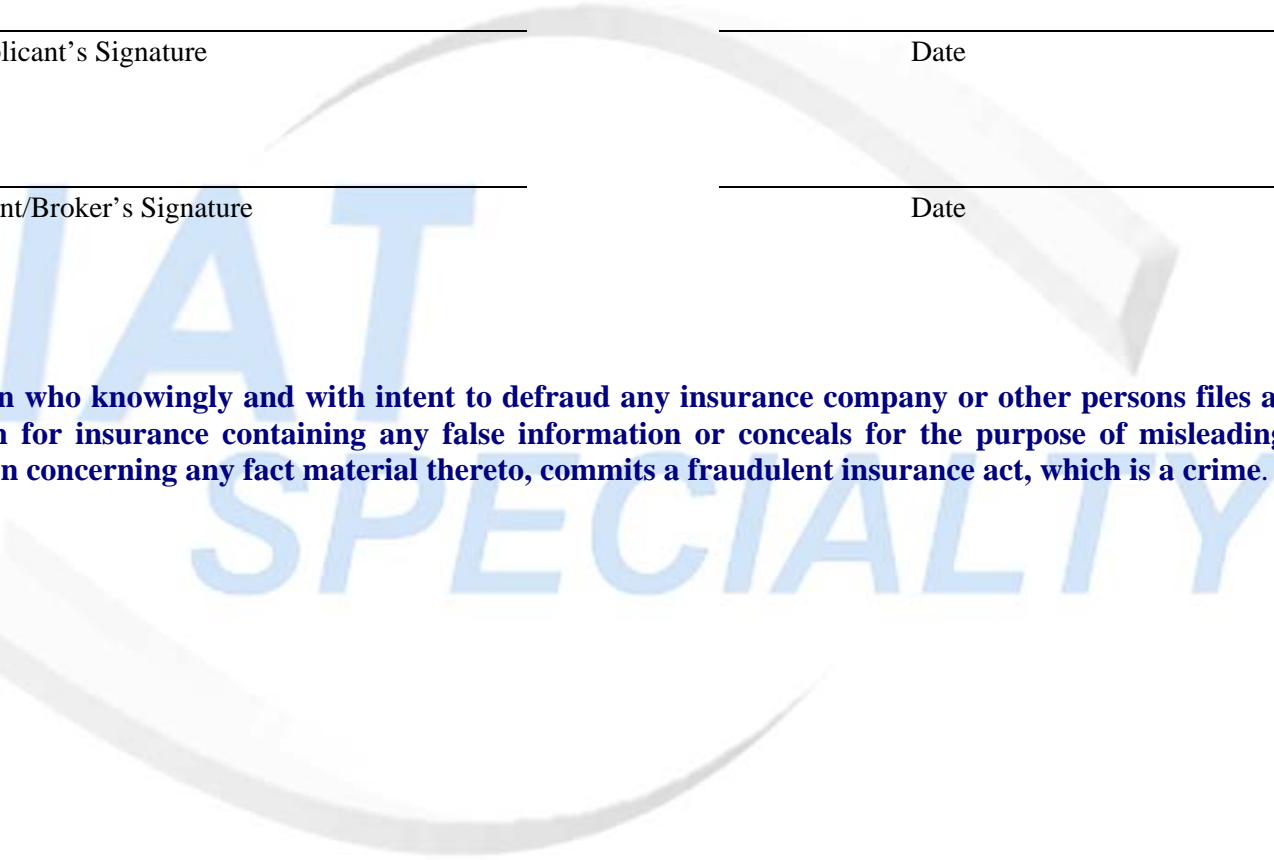 plicant’s Signature Date
nt/Broker’s Signature Date
n who knowingly and with intent to defraud any insurance company or other persons files a
n for insurance containing any false information or conceals for the purpose of misleading
n concerning any fact material thereto, commits a fraudulent insurance act, which is a crime.
IAT
SPECIALTY